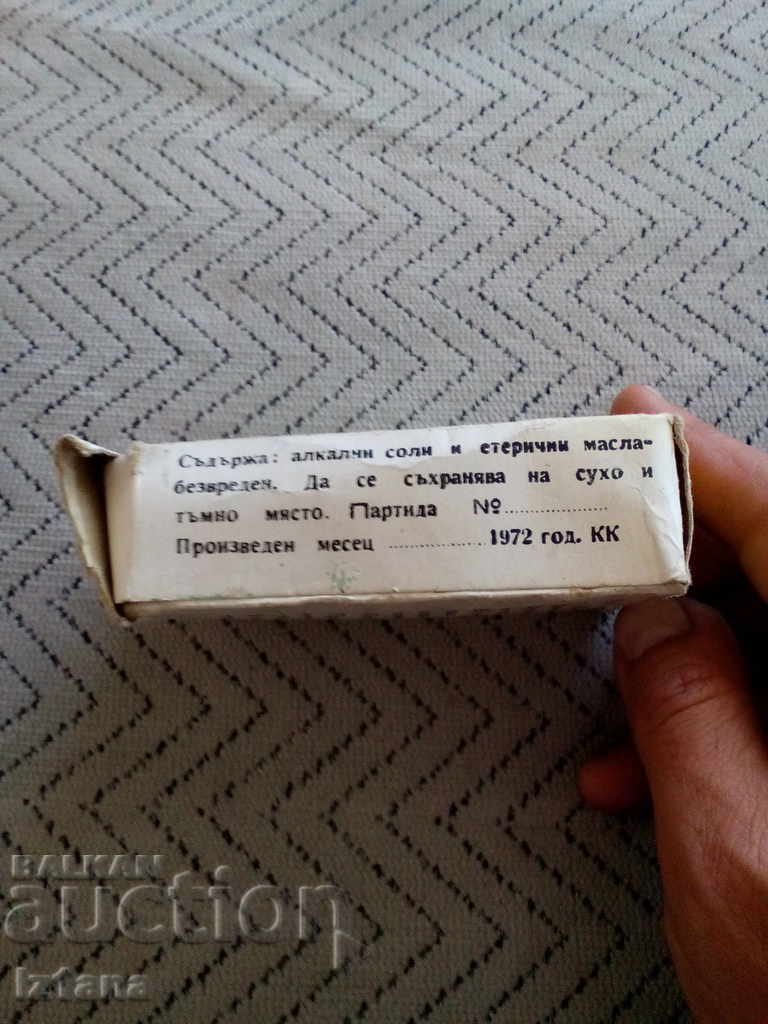 Съдържа: алкални соли и етерични масла-
безвреден. Да се съхранява на сухо и
тъмно място. Партида №...................
Произведен месец ..................1972 год. КК
BALKAN
auction
Iztana